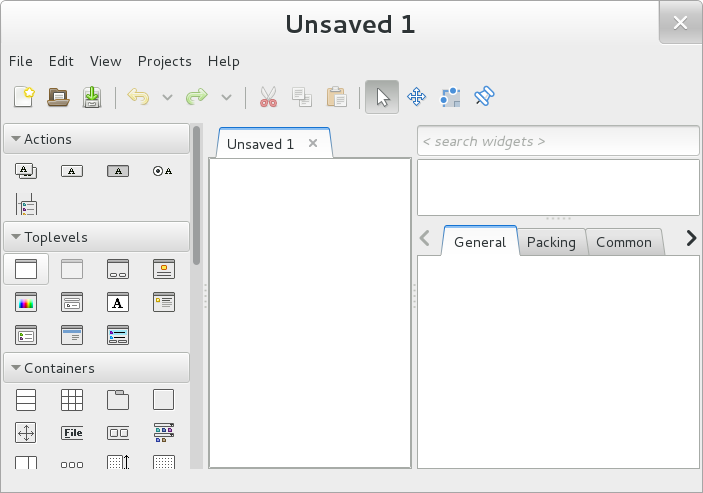 Unsaved 1
File Edit View Projects Help
Actions
A A A A
Toplevels
A
Containers
File
Unsaved 1
< search widgets >
General Packing Common